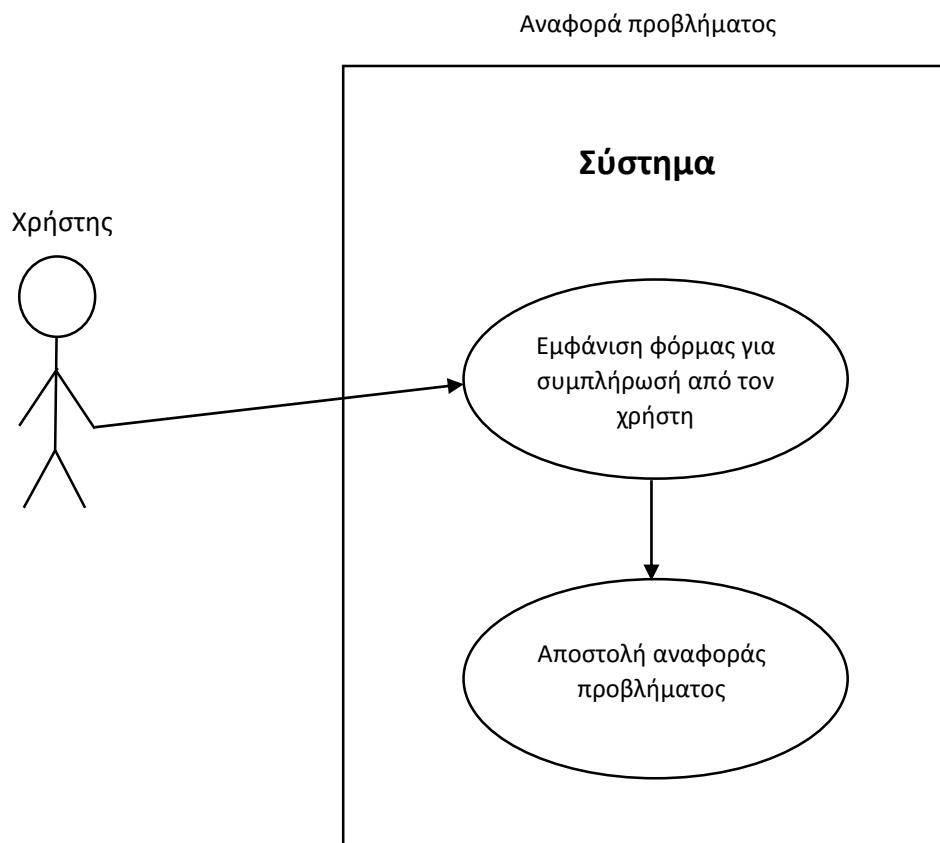 Αναφορά προβλήματος
Σύστημα
Χρήστης
Εμφάνιση φόρμας για
συμπλήρωσή από τον
χρήστη
Αποστολή αναφοράς
προβλήματος